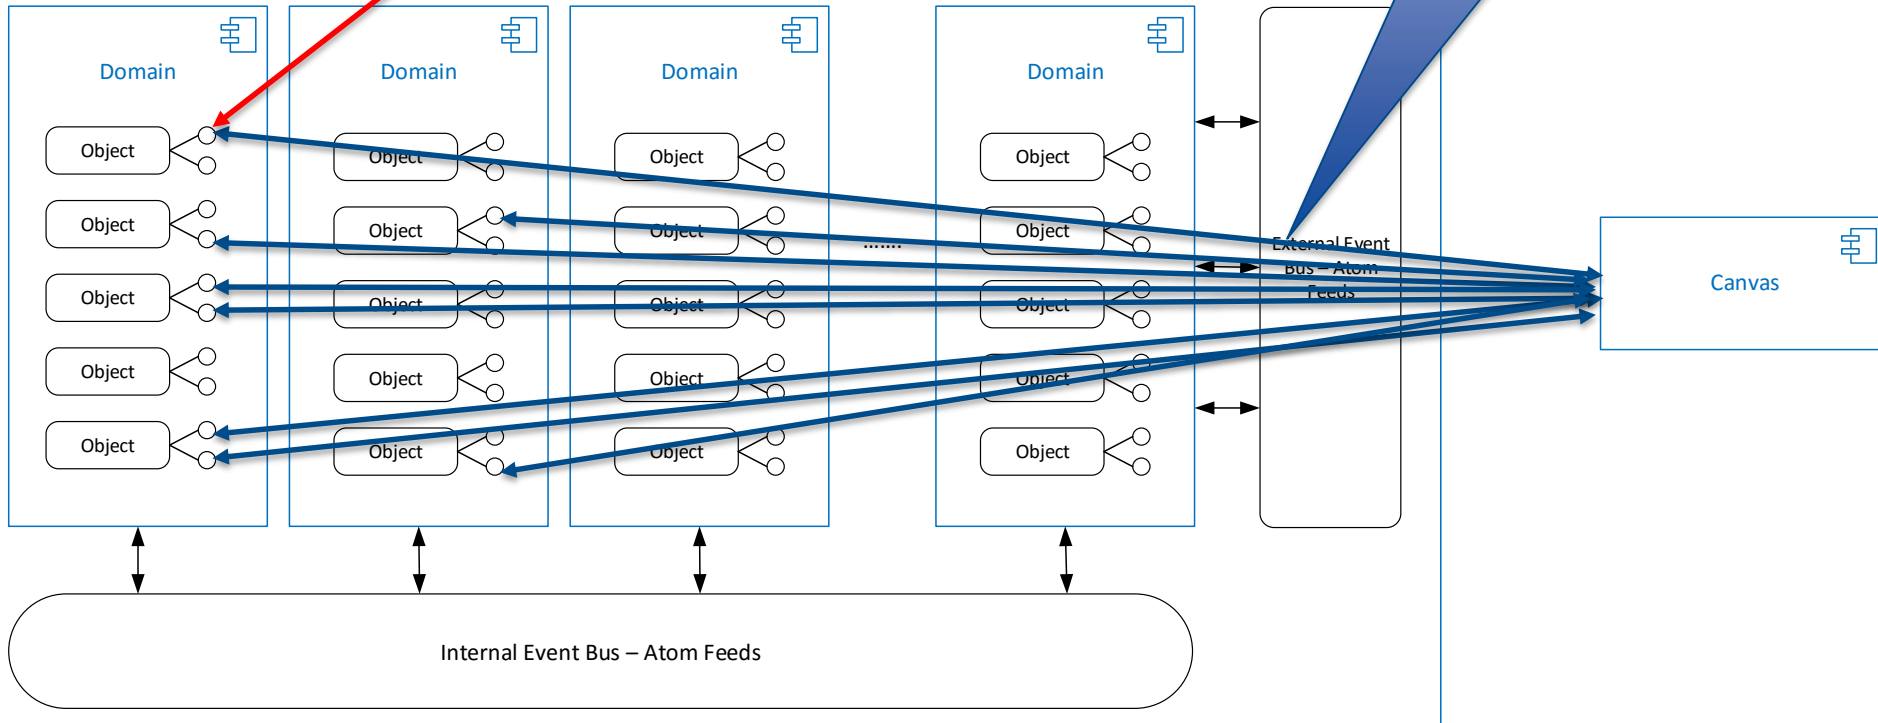 Domain
Domain
Domain
Domain
Object
Object
Object
Object
Object
Object
Object
Object
Object
Object
Object
Object
.......
Object
Object
Object
Object
Object
Object
Object
Object
External Event
Bus – Atom
Feeds
Canvas
Internal Event Bus – Atom Feeds